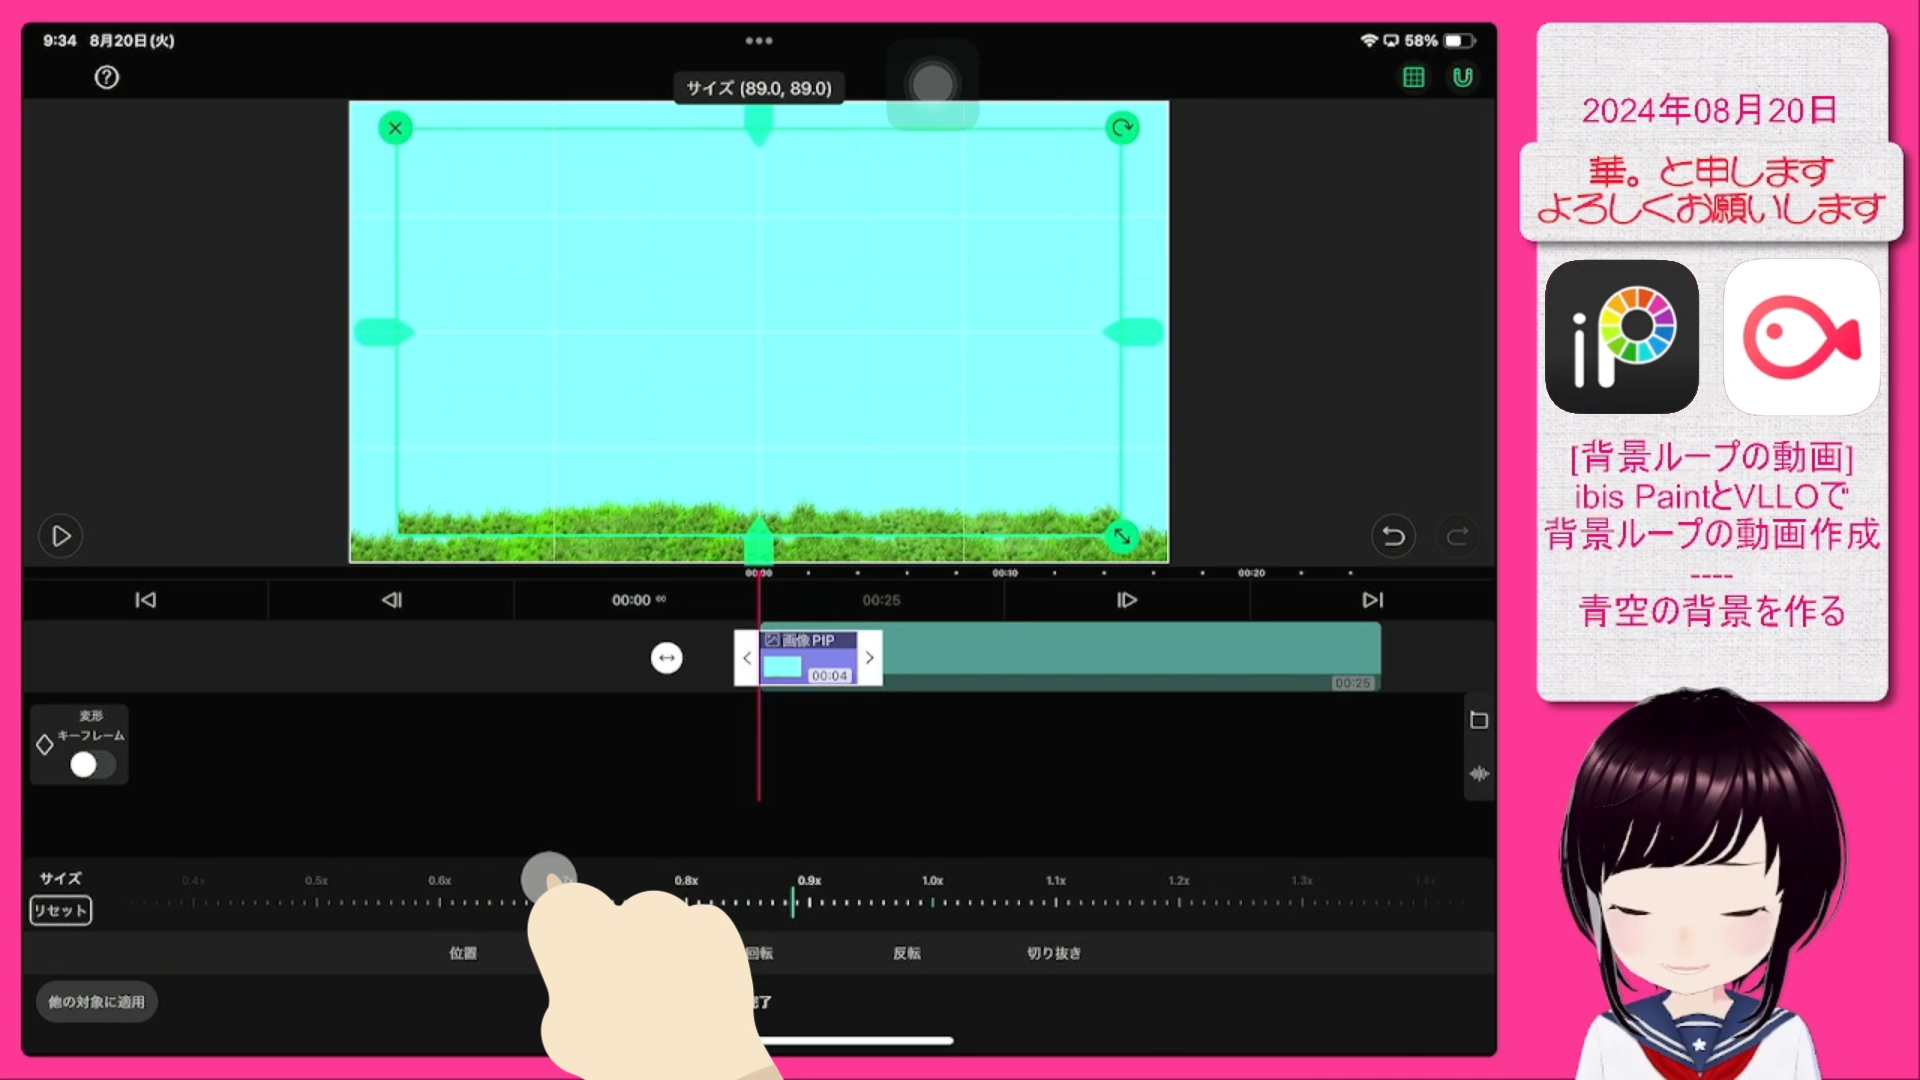 9:34 8月20日(火)
58%
サイズ (89.0, 89.0)
00:00
00:10
00:20
00:00
00:25
画像PIP
00:04
00:25
変形
キーフレーム
サイズ
リセット
0.4x 0.5x 0.6x 0.8x 0.9x 1.0x 1.1x 1.2x 1.3x 1.4x
位置 回転 反転 切り抜き
他の対象に適用
了
2024年08月20日
華。と申します
よろしくお願いします
iP
[背景ループの動画]
ibis PaintとVLLOで
背景ループの動画作成
----
青空の背景を作る